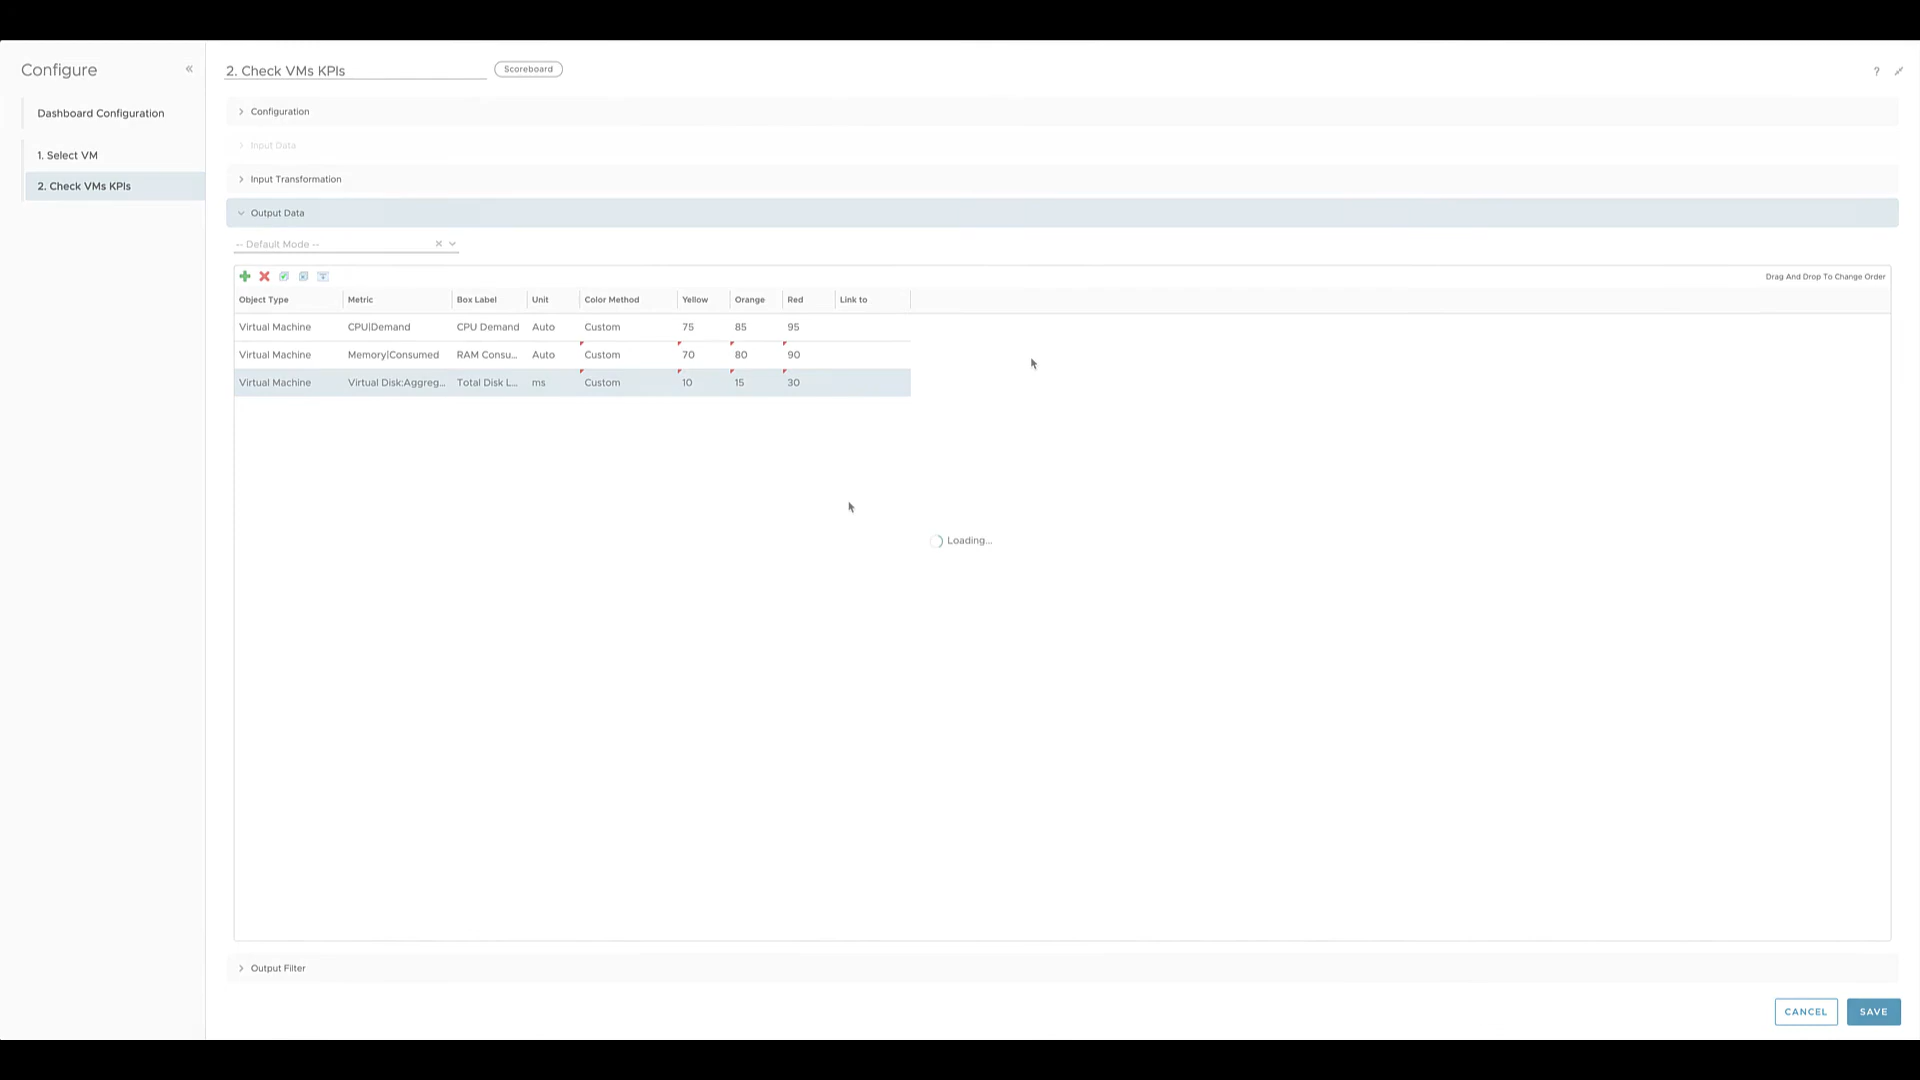 Configure
«
Dashboard Configuration
1. Select VM
2. Check VMs KPIs
2. Check VMs KPIs
Scoreboard
?
Configuration
Input Data
Input Transformation
Output Data
-- Default Mode --
Drag And Drop To Change Order
Object Type Metric Box Label Unit Color Method Yellow Orange Red Link to
Virtual Machine CPU|Demand CPU Demand Auto Custom 75 85 95
Virtual Machine Memory|Consumed RAM Consu... Auto Custom 70 80 90
Virtual Machine Virtual Disk:Aggreg... Total Disk L... ms Custom 10 15 30
Loading...
Output Filter
CANCEL SAVE